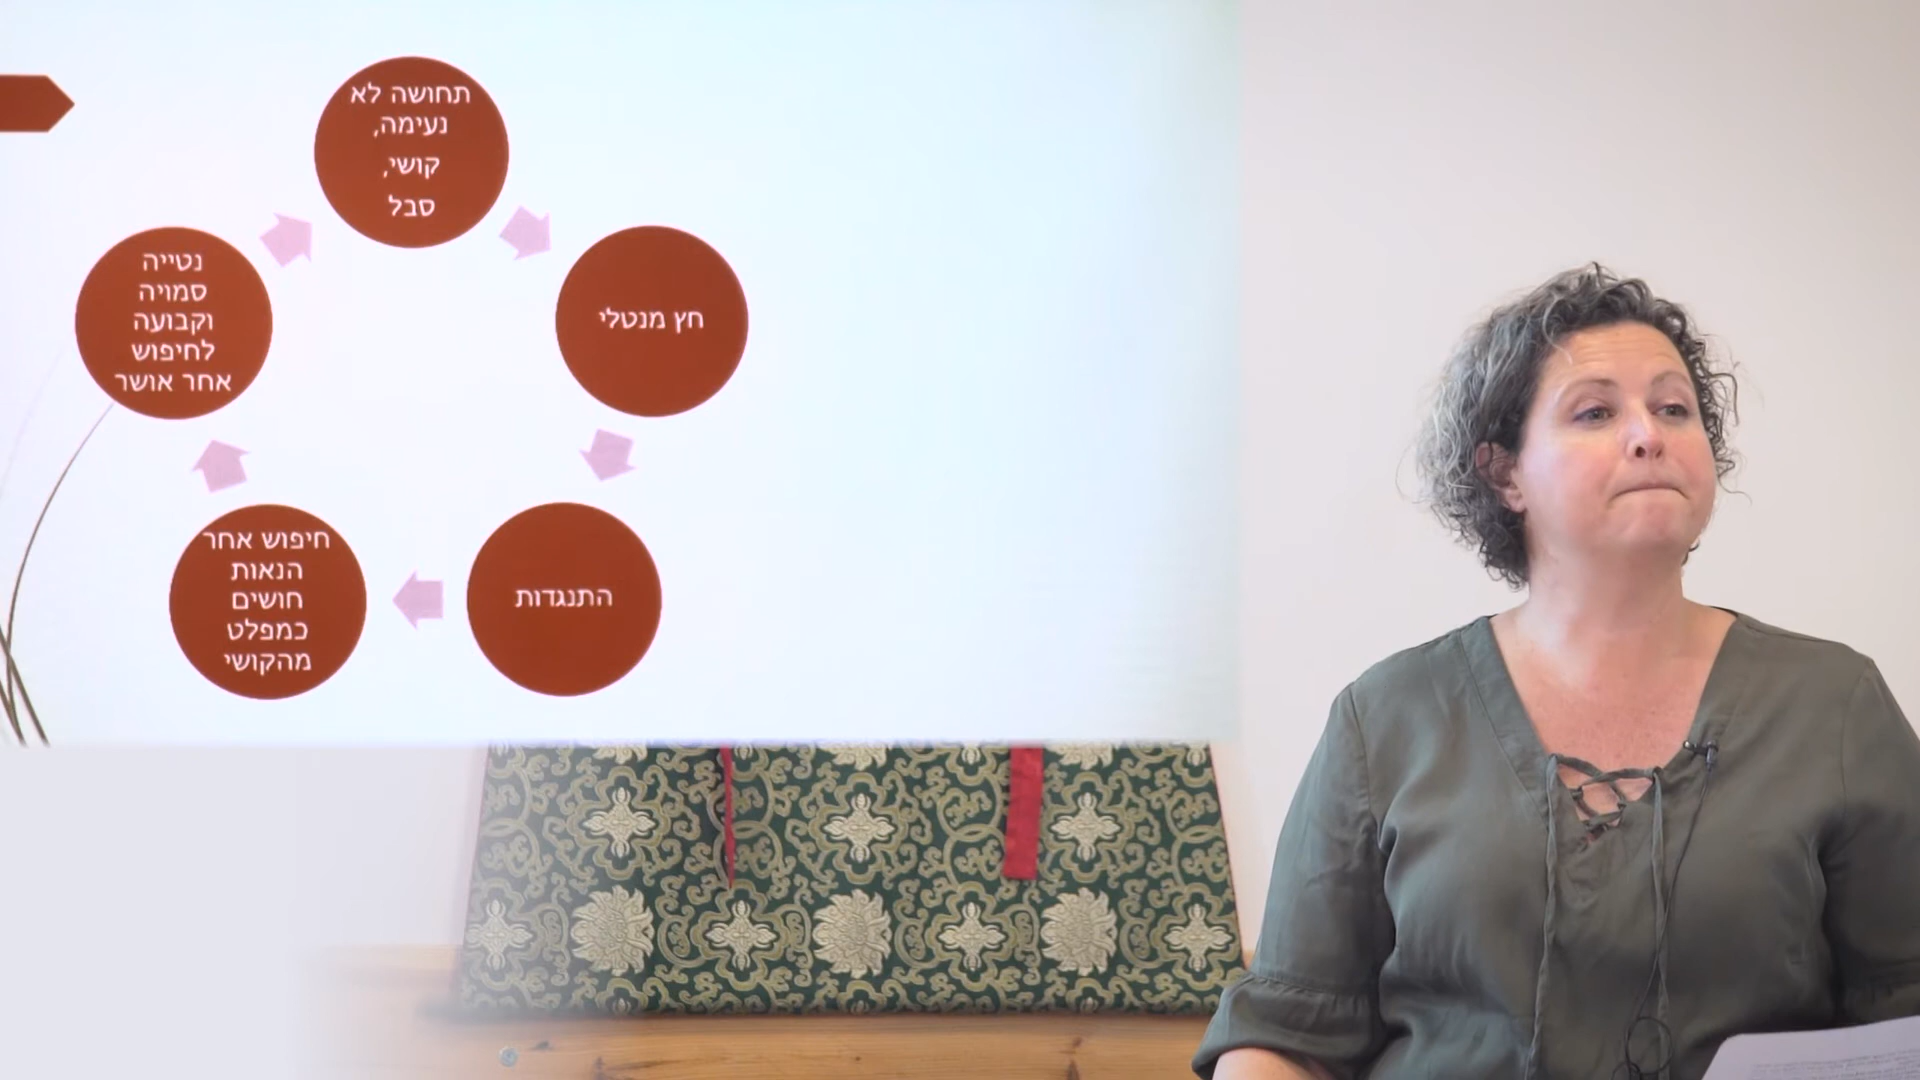 תחושה לא
נעימה,
קושי,
סבל
חץ מנטלי
התנגדות
חיפוש אחר
הנאות
חושים
כמפלט
מהקושי
נטייה
סמויה
וקבועה
לחיפוש
אחר אושר